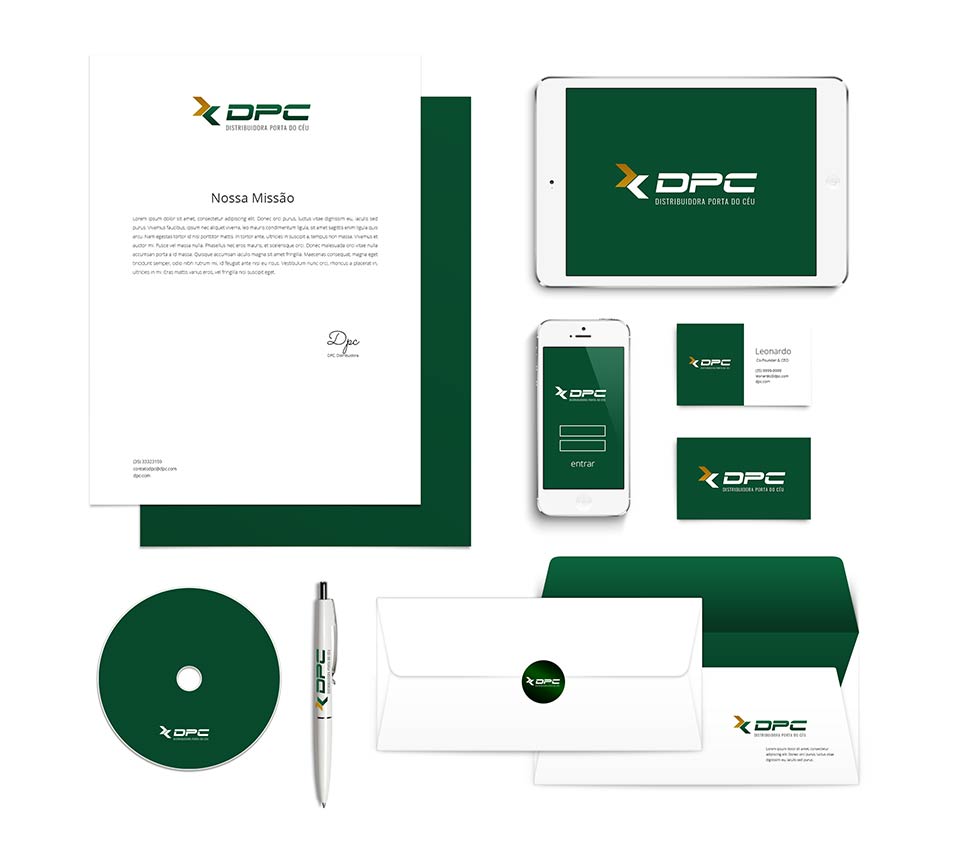 DPC
DISTRIBUIDORA PORTA DO CÉU
Nossa Missão
Lorem ipsum dolor sit amet, consectetur adipiscing elit. Donec orci purus, luctus vitae dignissim eu, iaculis sed
purus. Vivamus faucibus, ipsum nec aliquet viverra, leo mauris condimentum ligula, sit amet sagittis enim ligula quis
arcu. Nam egestas tortor id nisi porttitor mattis. In tortor ante, ultricies in suscipit a, tempus non massa. Vivamus et
auctor mi. Fusce vel massa nulla. Phasellus nec eros mauris, et scelerisque orci. Donec malesuada orci vitae nulla
accumsan porta a id massa. Quisque accumsan iaculis magna sit amet fringilla. Maecenas consequat, magna eget
tincidunt semper, odio nibh rutrum mi, id feugiat ante nisi eu orci. Vestibulum nunc orci, rhoncus a placerat in,
ultricies in mi. Cras mattis varius eros, vel fringilla nisi suscipit eget.
Dpc
DPC Distribuidora
(35) 33323159
contatodpc@dpc.com
dpc.com
DPC
DISTRIBUIDORA PORTA DO CÉU
DPC
DISTRIBUIDORA PORTA DO CÉU
entrar
DPC
DISTRIBUIDORA PORTA DO CÉU
Leonardo
Co-Founder & CEO
(35) 9999-9999
leonardo@dpc.com
dpc.com
DPC
DISTRIBUIDORA PORTA DO CÉU
DPC
DISTRIBUIDORA PORTA DO CÉU
DPC
DISTRIBUIDORA PORTA DO CÉU
DPC
DPC
DISTRIBUIDORA PORTA DO CÉU
Lorem ipsum dolor sit amet, consectetur
adipiscing elit. Donec orci purus, luctus vitae
dignissim eu, iaculis sed purus.